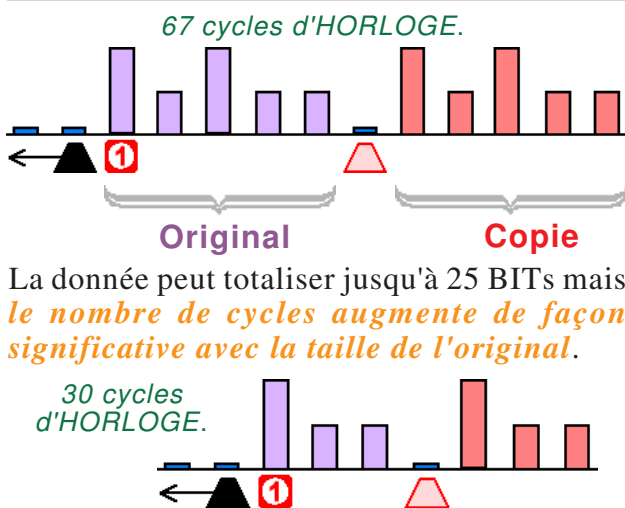 67 cycles d'HORLOGE.
1
Original Copie
La donnée peut totaliser jusqu'à 25 BITs mais
le nombre de cycles augmente de façon
significative avec la taille de l'original.
30 cycles
d'HORLOGE.
1